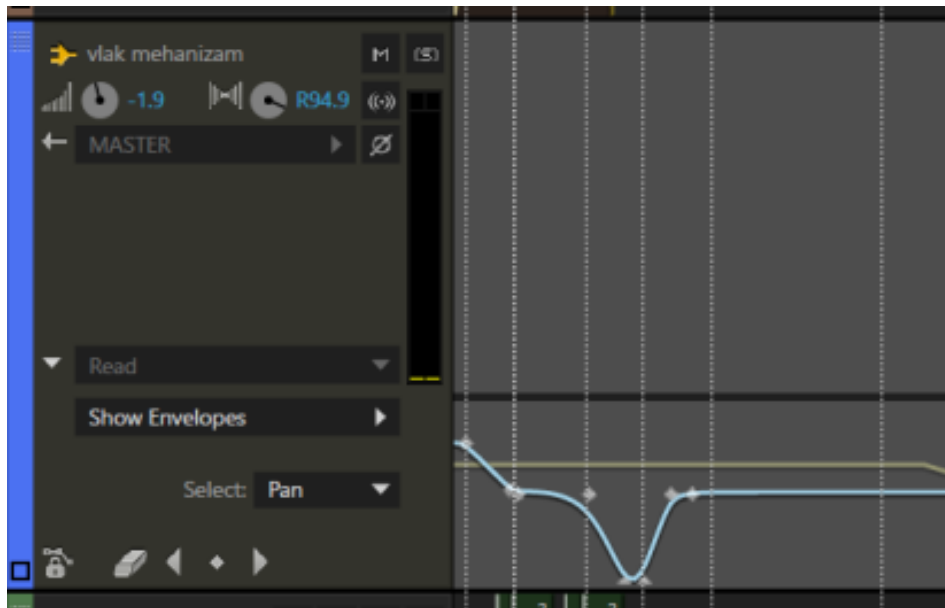 vlak mehanizam M (S)
-1.9 R94.9 ((•))
MASTER Ø
Read
Show Envelopes
Select: Pan